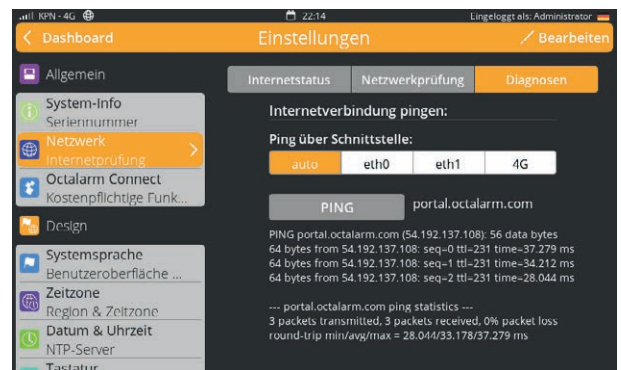 KPN - 4G
22:14
Eingeloggt als: Administrator
Dashboard
Einstellungen
Bearbeiten
Allgemein
System-Info
Seriennummer
Netzwerk
Internetprüfung
Octalarm Connect
Kostenpflichtige Funk...
Design
Systemsprache
Benutzeroberfläche ...
Zeitzone
Region & Zeitzone
Datum & Uhrzeit
NTP-Server
Tastatur
Internetstatus
Netzwerkprüfung
Diagnosen
Internetverbindung pingen:
Ping über Schnittstelle:
auto eth0 eth1 4G
PING portal.octalarm.com
PING portal.octalarm.com (54.192.137.108): 56 data bytes
64 bytes from 54.192.137.108: seq=0 ttl=231 time=37.279 ms
64 bytes from 54.192.137.108: seq=1 ttl=231 time=34.212 ms
64 bytes from 54.192.137.108: seq=2 ttl=231 time=28.044 ms
--- portal.octalarm.com ping statistics ---
3 packets transmitted, 3 packets received, 0% packet loss
round-trip min/avg/max = 28.044/33.178/37.279 ms